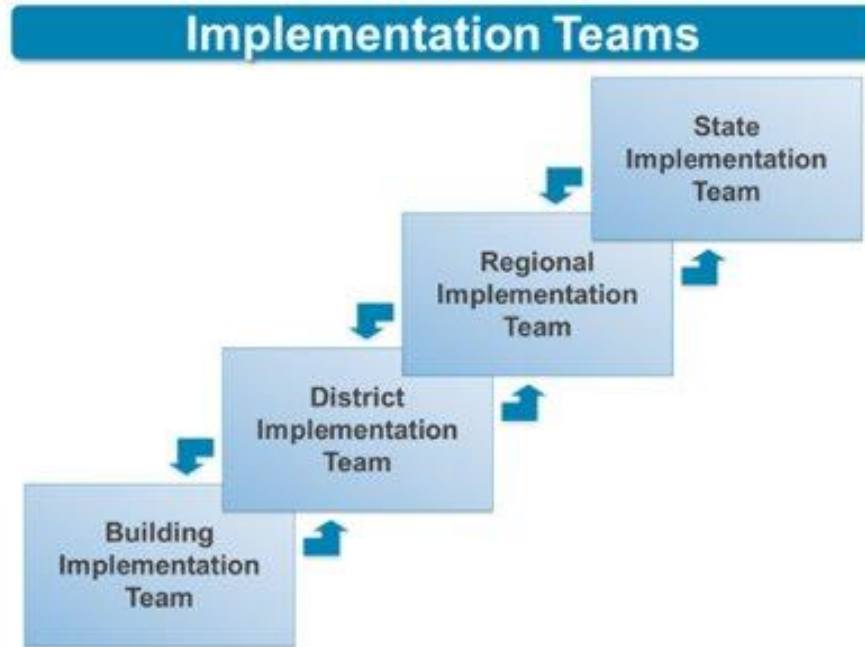 Implementation Teams
State
Implementation
Team
Regional
Implementation
Team
District
Implementation
Team
Building
Implementation
Team